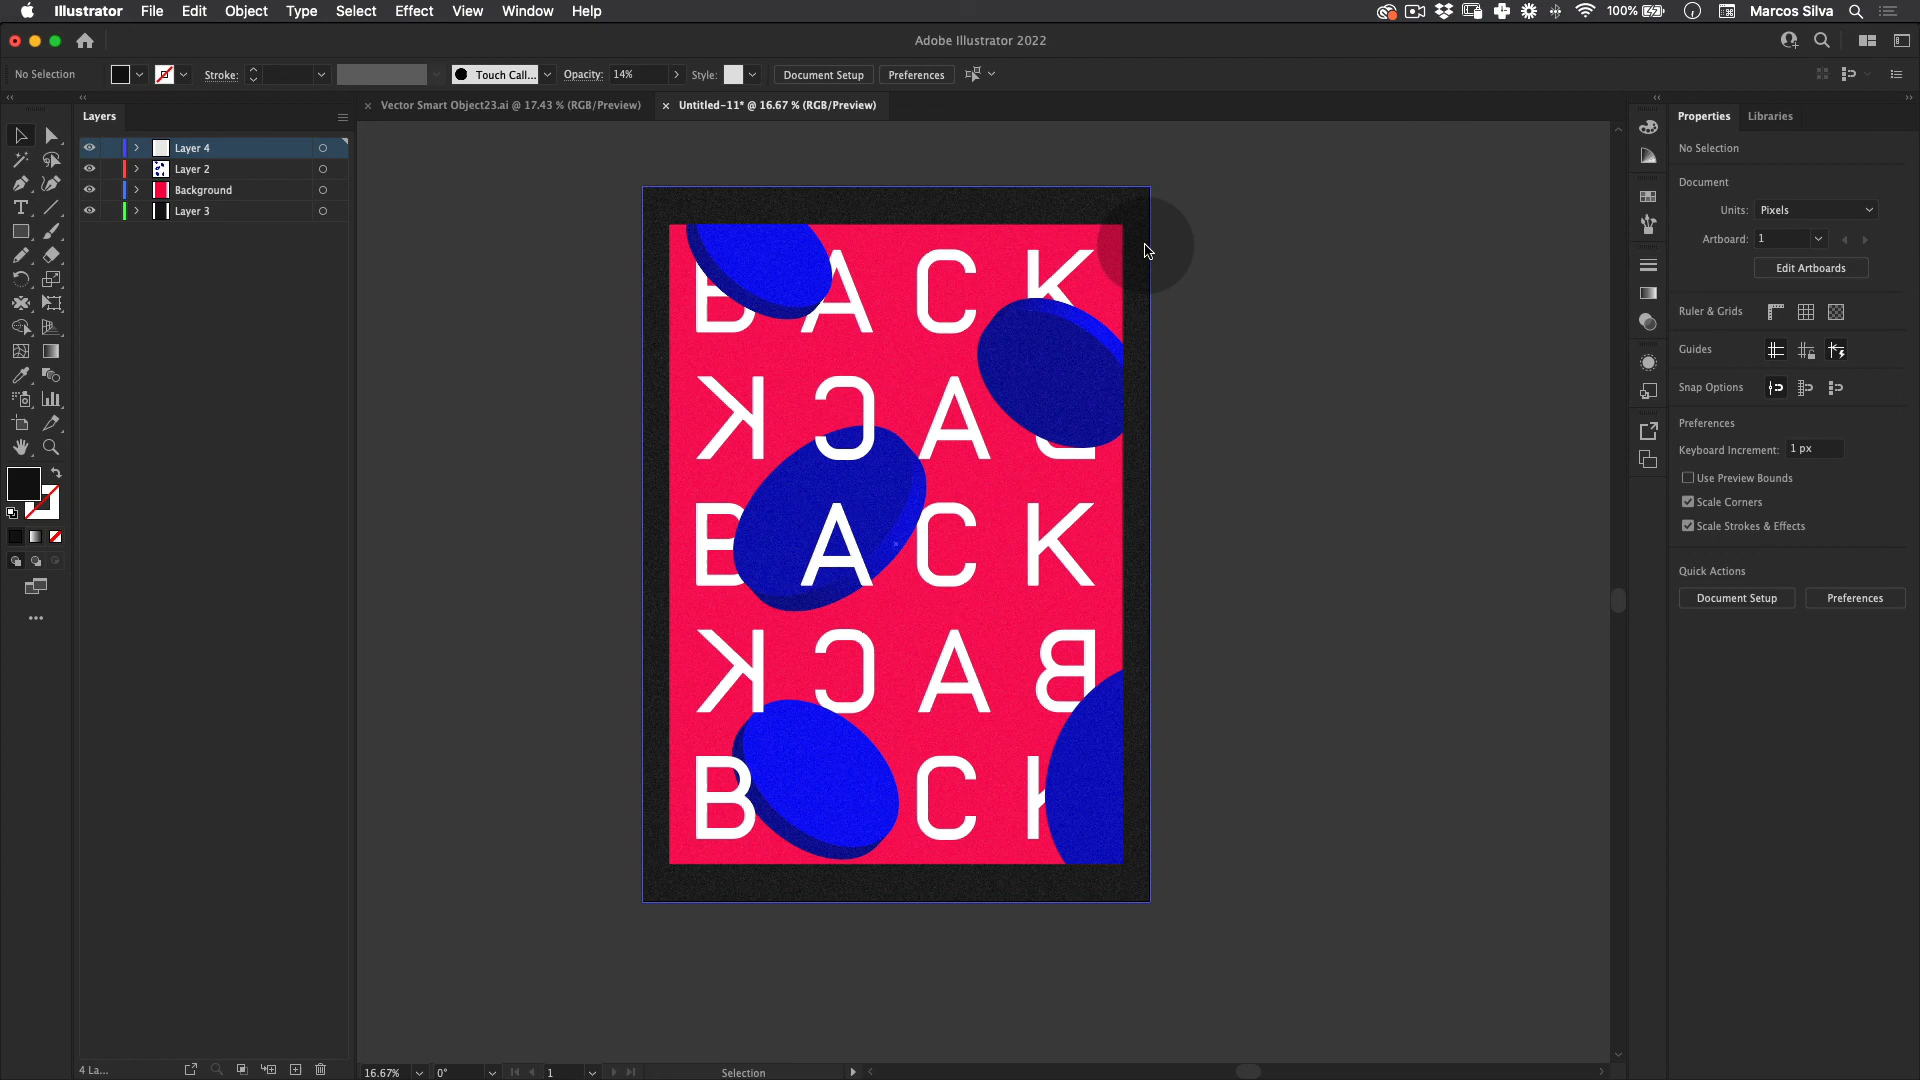 Illustrator File Edit Object Type Select Effect View Window Help
100% Marcos Silva
Adobe Illustrator 2022
No Selection Stroke: Touch Call... Opacity: 14% Style: Document Setup Preferences
Layers
Layer 4
Layer 2
Background
Layer 3
Vector Smart Object23.ai @ 17.43 % (RGB/Preview)
Untitled-11* @ 16.67 % (RGB/Preview)
BACK
KCAB
BACK
KCAB
B CK
Properties Libraries
No Selection
Document
Units: Pixels
Artboard: 1
Edit Artboards
Ruler & Grids
Guides
Snap Options
Preferences
Keyboard Increment: 1 px
Use Preview Bounds
Scale Corners
Scale Strokes & Effects
Quick Actions
Document Setup Preferences
4 La...
16.67% 0° 1 Selection